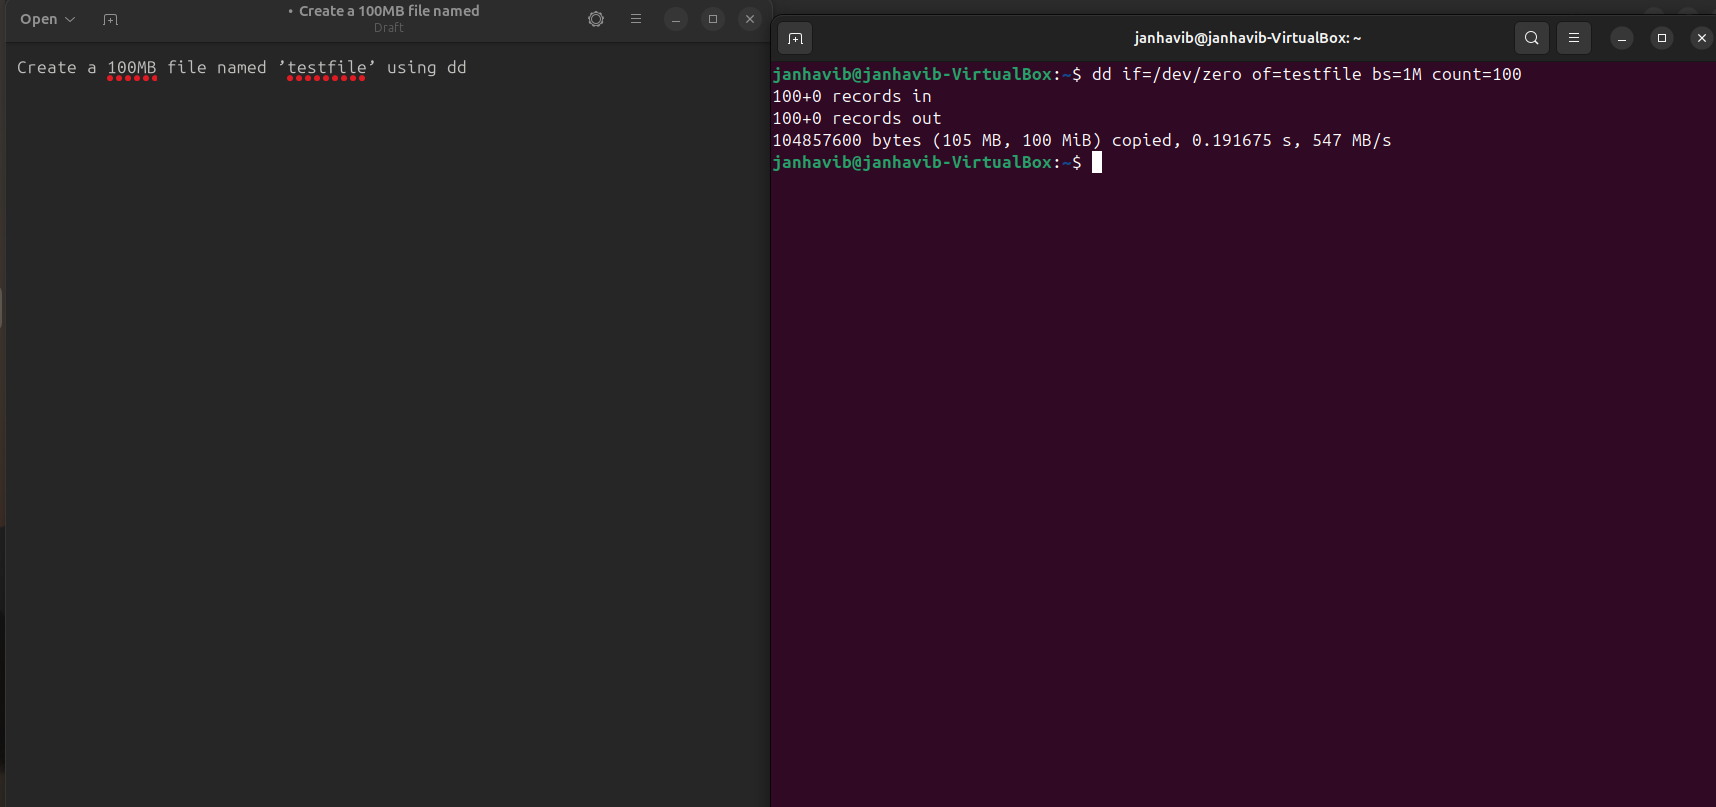 Open
• Create a 100MB file named
Draft
Create a 100MB file named ’testfile’ using dd
janhavib@janhavib-VirtualBox: ~
janhavib@janhavib-VirtualBox:~$ dd if=/dev/zero of=testfile bs=1M count=100
100+0 records in
100+0 records out
104857600 bytes (105 MB, 100 MiB) copied, 0.191675 s, 547 MB/s
janhavib@janhavib-VirtualBox:~$